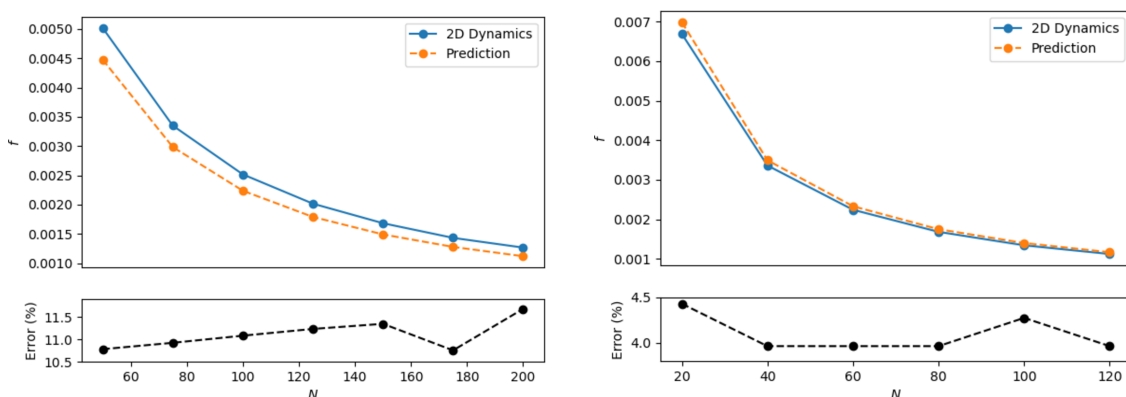 0.0050
0.0045
0.0040
0.0035
0.0030
0.0025
0.0020
0.0015
0.0010
f
2D Dynamics
Prediction
11.5
11.0
10.5
Error (%)
60 80 100 120 140 160 180 200
N
0.007
0.006
0.005
0.004
0.003
0.002
0.001
f
2D Dynamics
Prediction
4.5
4.0
Error (%)
20 40 60 80 100 120
N